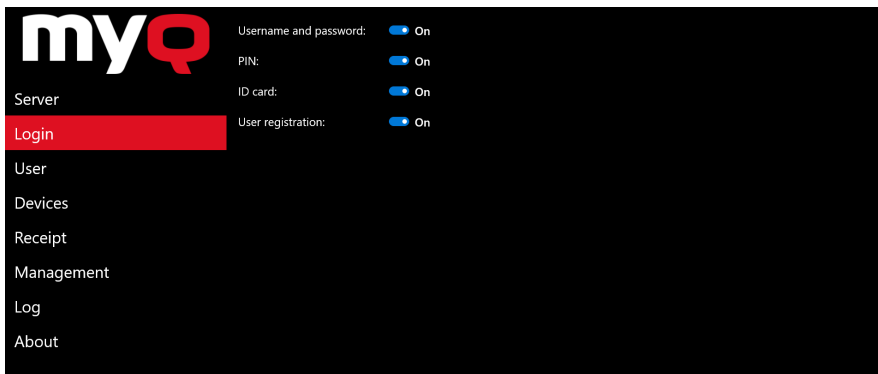 myQ
Server
Login
User
Devices
Receipt
Management
Log
About
Username and password: On
PIN: On
ID card: On
User registration: On